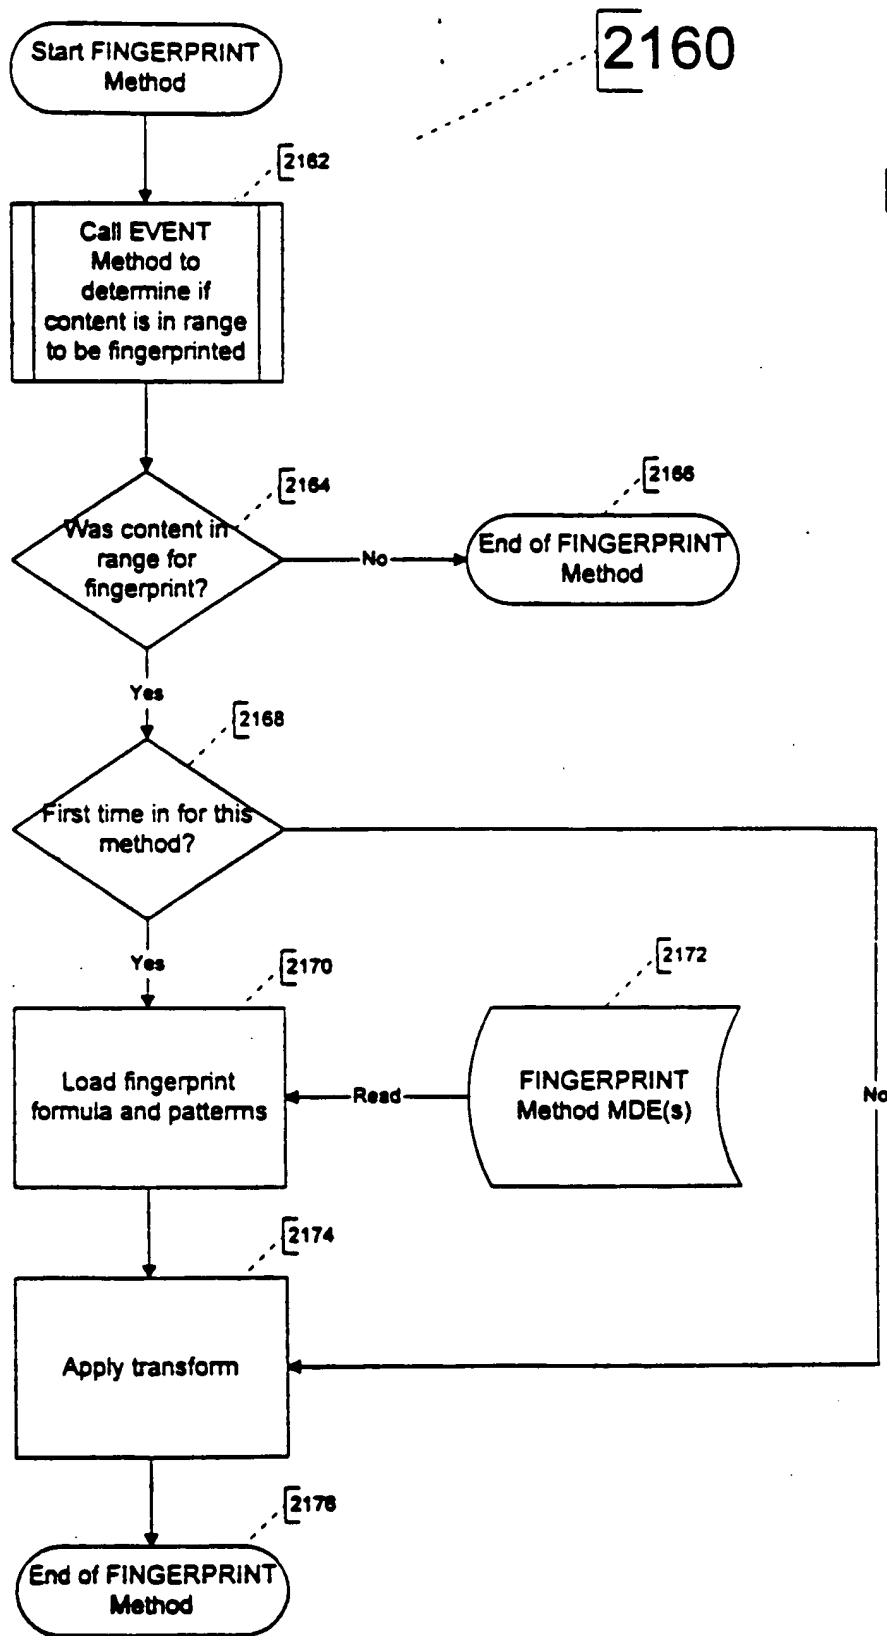 Start FINGERPRINT
Method
2160
2162
Call EVENT
Method to
determine if
content is in range
to be fingerprinted
2164
Was content in
range for
fingerprint?
No
2166
End of FINGERPRINT
Method
Yes
2168
First time in for this
method?
Yes
2170
2172
Load fingerprint
formula and patterns
Read
FINGERPRINT
Method MDE(s)
No
2174
Apply transform
2176
End of FINGERPRINT
Method